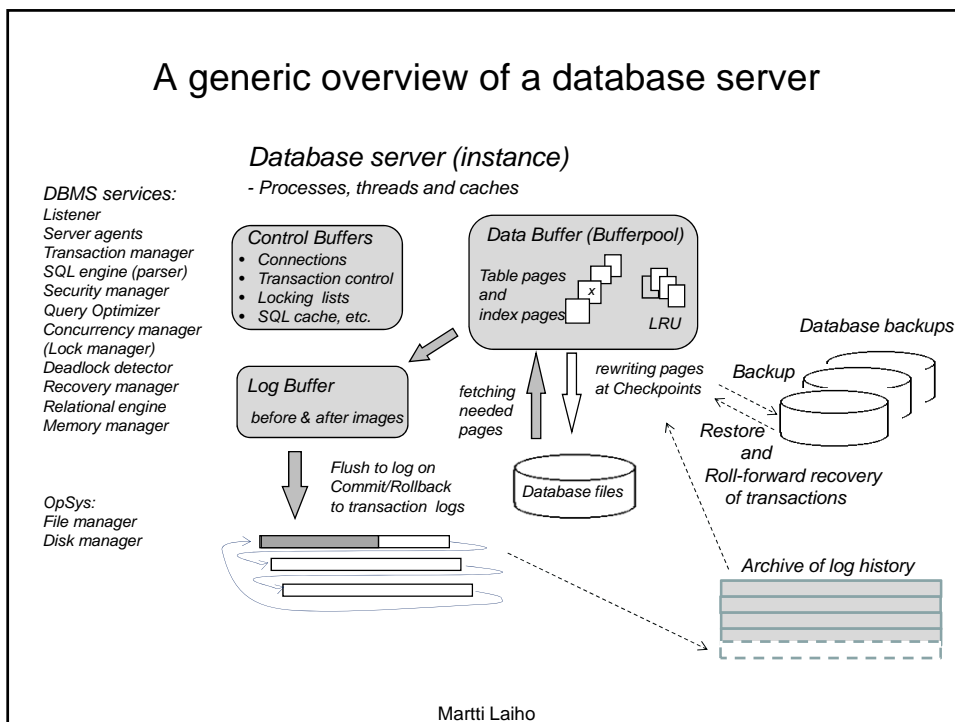 A generic overview of a database server
Database server (instance)
- Processes, threads and caches
DBMS services:
Listener
Server agents
Transaction manager
SQL engine (parser)
Security manager
Query Optimizer
Concurrency manager
(Lock manager)
Deadlock detector
Recovery manager
Relational engine
Memory manager
OpSys:
File manager
Disk manager
Control Buffers
• Connections
• Transaction control
• Locking lists
• SQL cache, etc.
Data Buffer (Bufferpool)
Table pages
and
index pages
x
LRU
Log Buffer
before & after images
fetching
needed
pages
rewriting pages
at Checkpoints
Database backups
Backup
Restore
and
Roll-forward recovery
of transactions
Flush to log on
Commit/Rollback
to transaction logs
Database files
Archive of log history
Martti Laiho